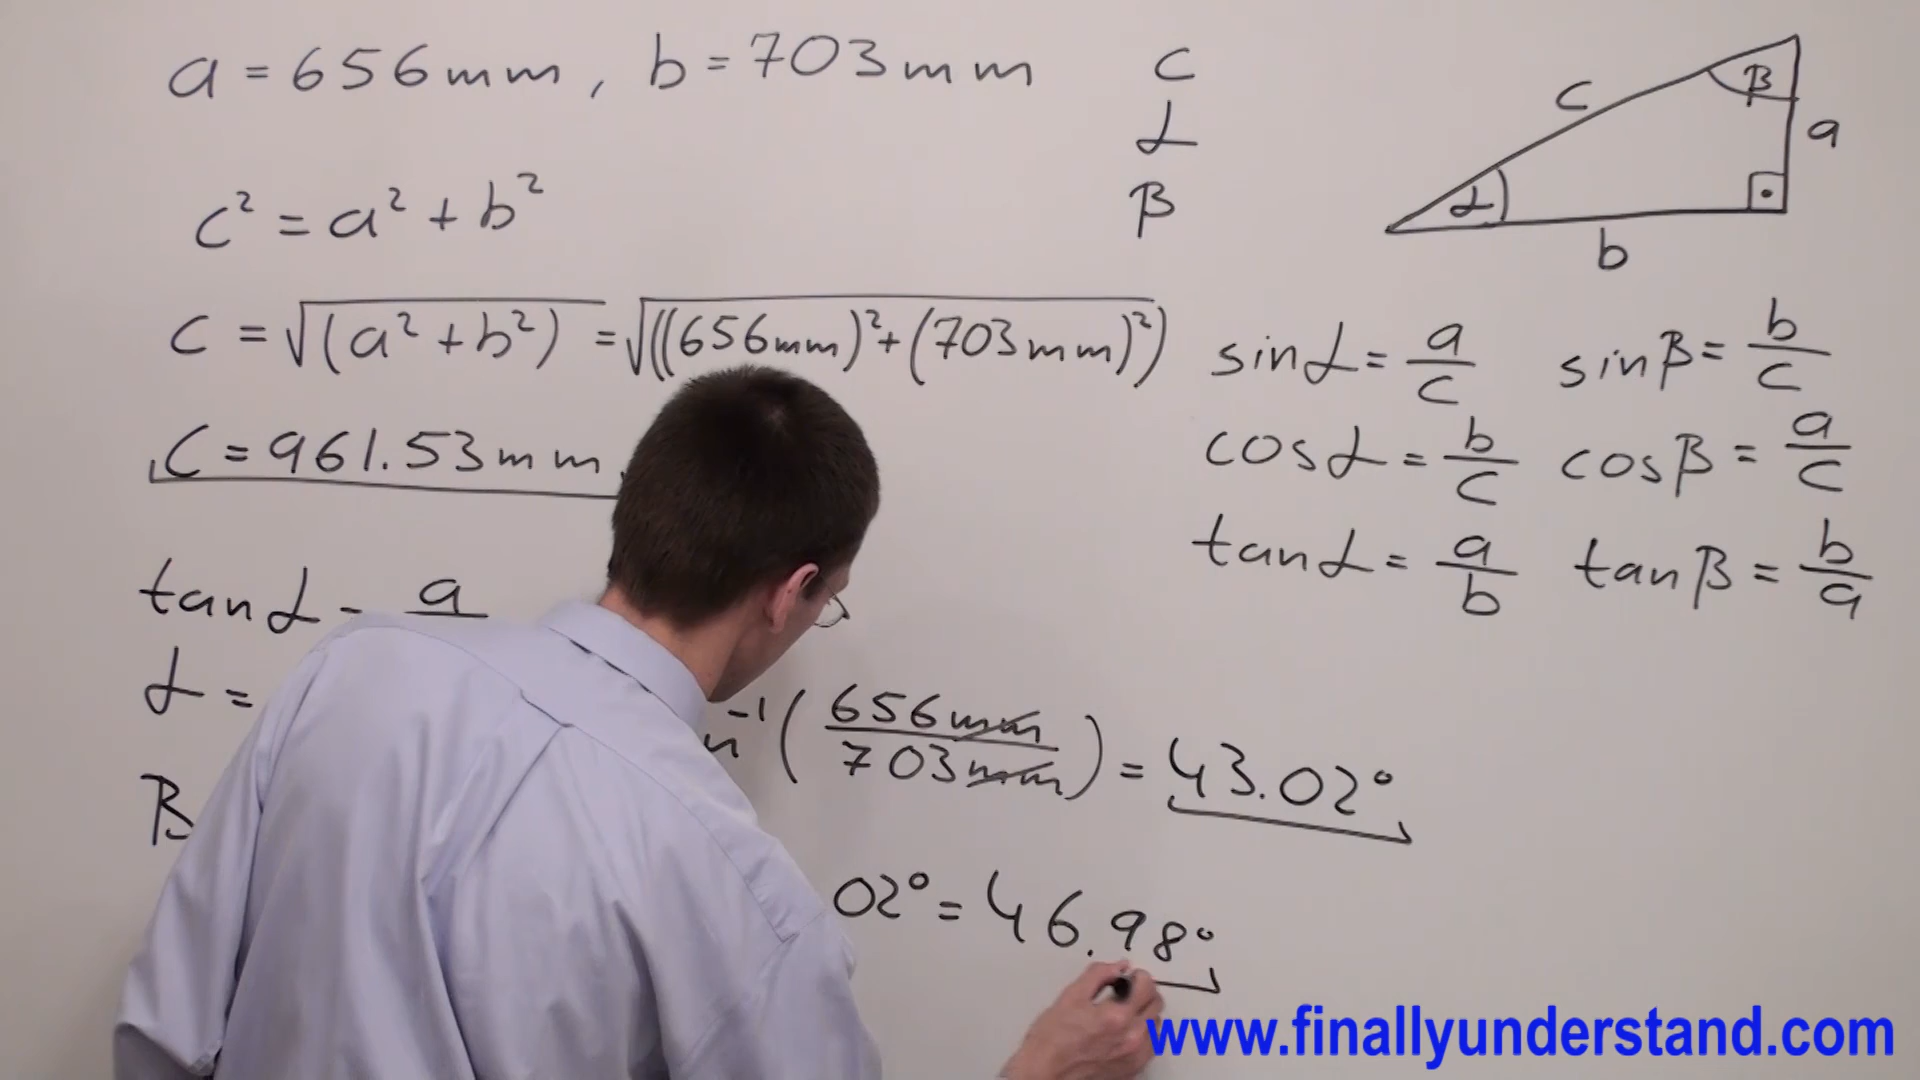 a = 656mm, b = 703mm
c
α
β
c² = a² + b²
c = √(a² + b²) = √((656mm)² + (703mm)²)
c = 961.53mm
tan α = a
α = n⁻¹(656mm/703mm) = 43.02°
β 02° = 46.98°
c
β
a
α
b
sin α = a/c sin β = b/c
cos α = b/c cos β = a/c
tan α = a/b tan β = b/a
www.finallyunderstand.com